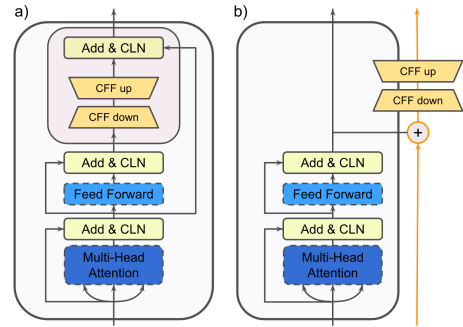 a)
Add & CLN
CFF up
CFF down
Add & CLN
Feed Forward
Add & CLN
Multi-Head
Attention
b)
CFF up
CFF down
+
Add & CLN
Feed Forward
Add & CLN
Multi-Head
Attention